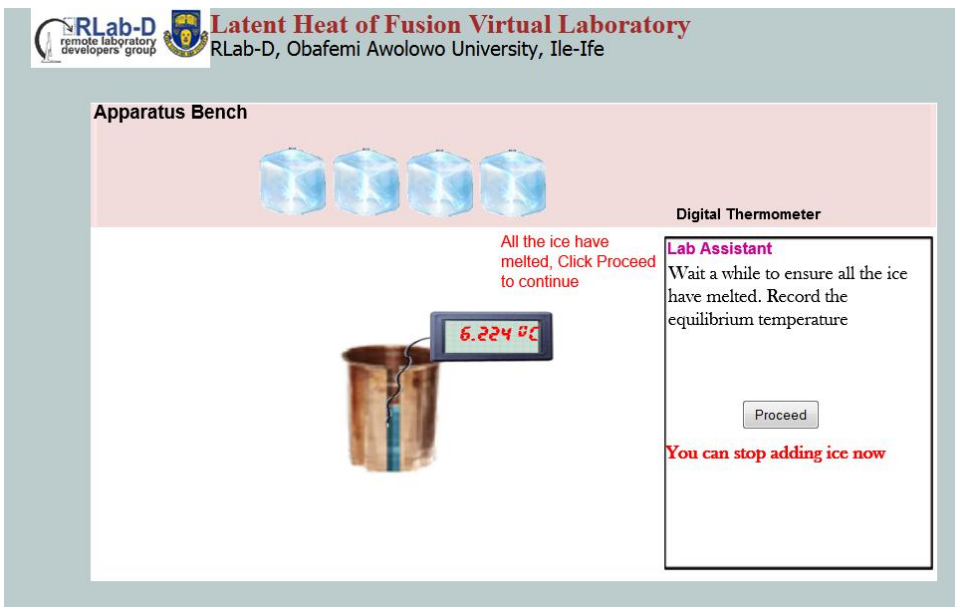 RLab-D
remote laboratory
developers' group
Latent Heat of Fusion Virtual Laboratory
RLab-D, Obafemi Awolowo University, Ile-Ife
Apparatus Bench
Digital Thermometer
All the ice have
melted, Click Proceed
to continue
6.224 °C
Lab Assistant
Wait a while to ensure all the ice
have melted. Record the
equilibrium temperature
Proceed
You can stop adding ice now